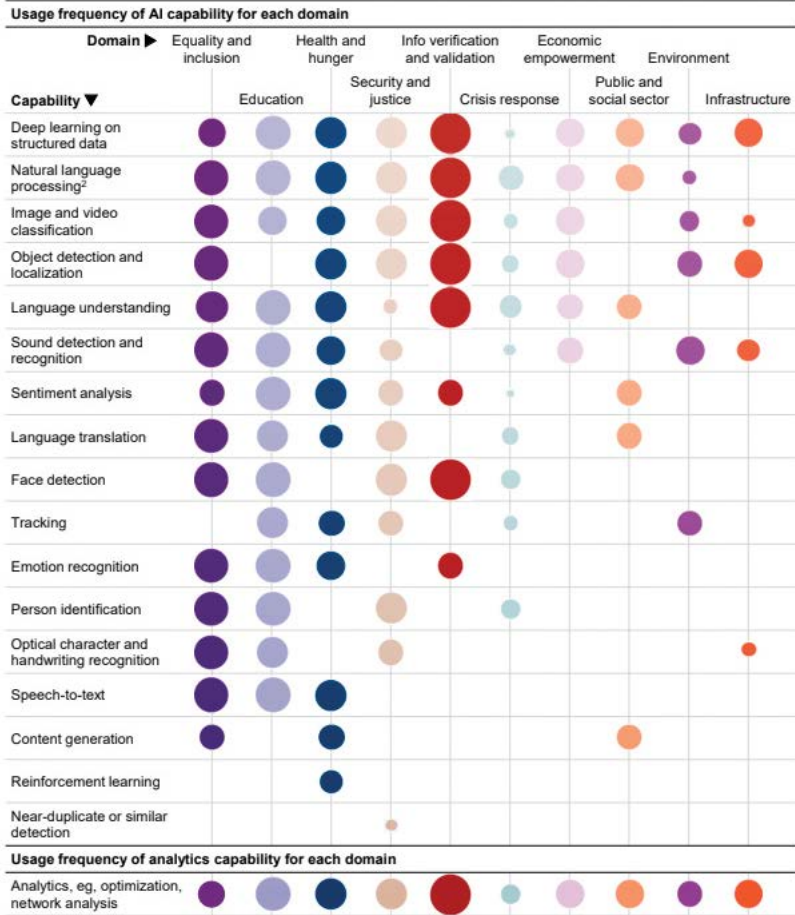 Usage frequency of AI capability for each domain
Domain ▶ Equality and Health and Info verification Economic
inclusion hunger and validation empowerment Environment
Security and Public and
Capability ▼ Education justice Crisis response social sector Infrastructure
Deep learning on
structured data
Natural language
processing²
Image and video
classification
Object detection and
localization
Language understanding
Sound detection and
recognition
Sentiment analysis
Language translation
Face detection
Tracking
Emotion recognition
Person identification
Optical character and
handwriting recognition
Speech-to-text
Content generation
Reinforcement learning
Near-duplicate or similar
detection
Usage frequency of analytics capability for each domain
Analytics, eg, optimization,
network analysis